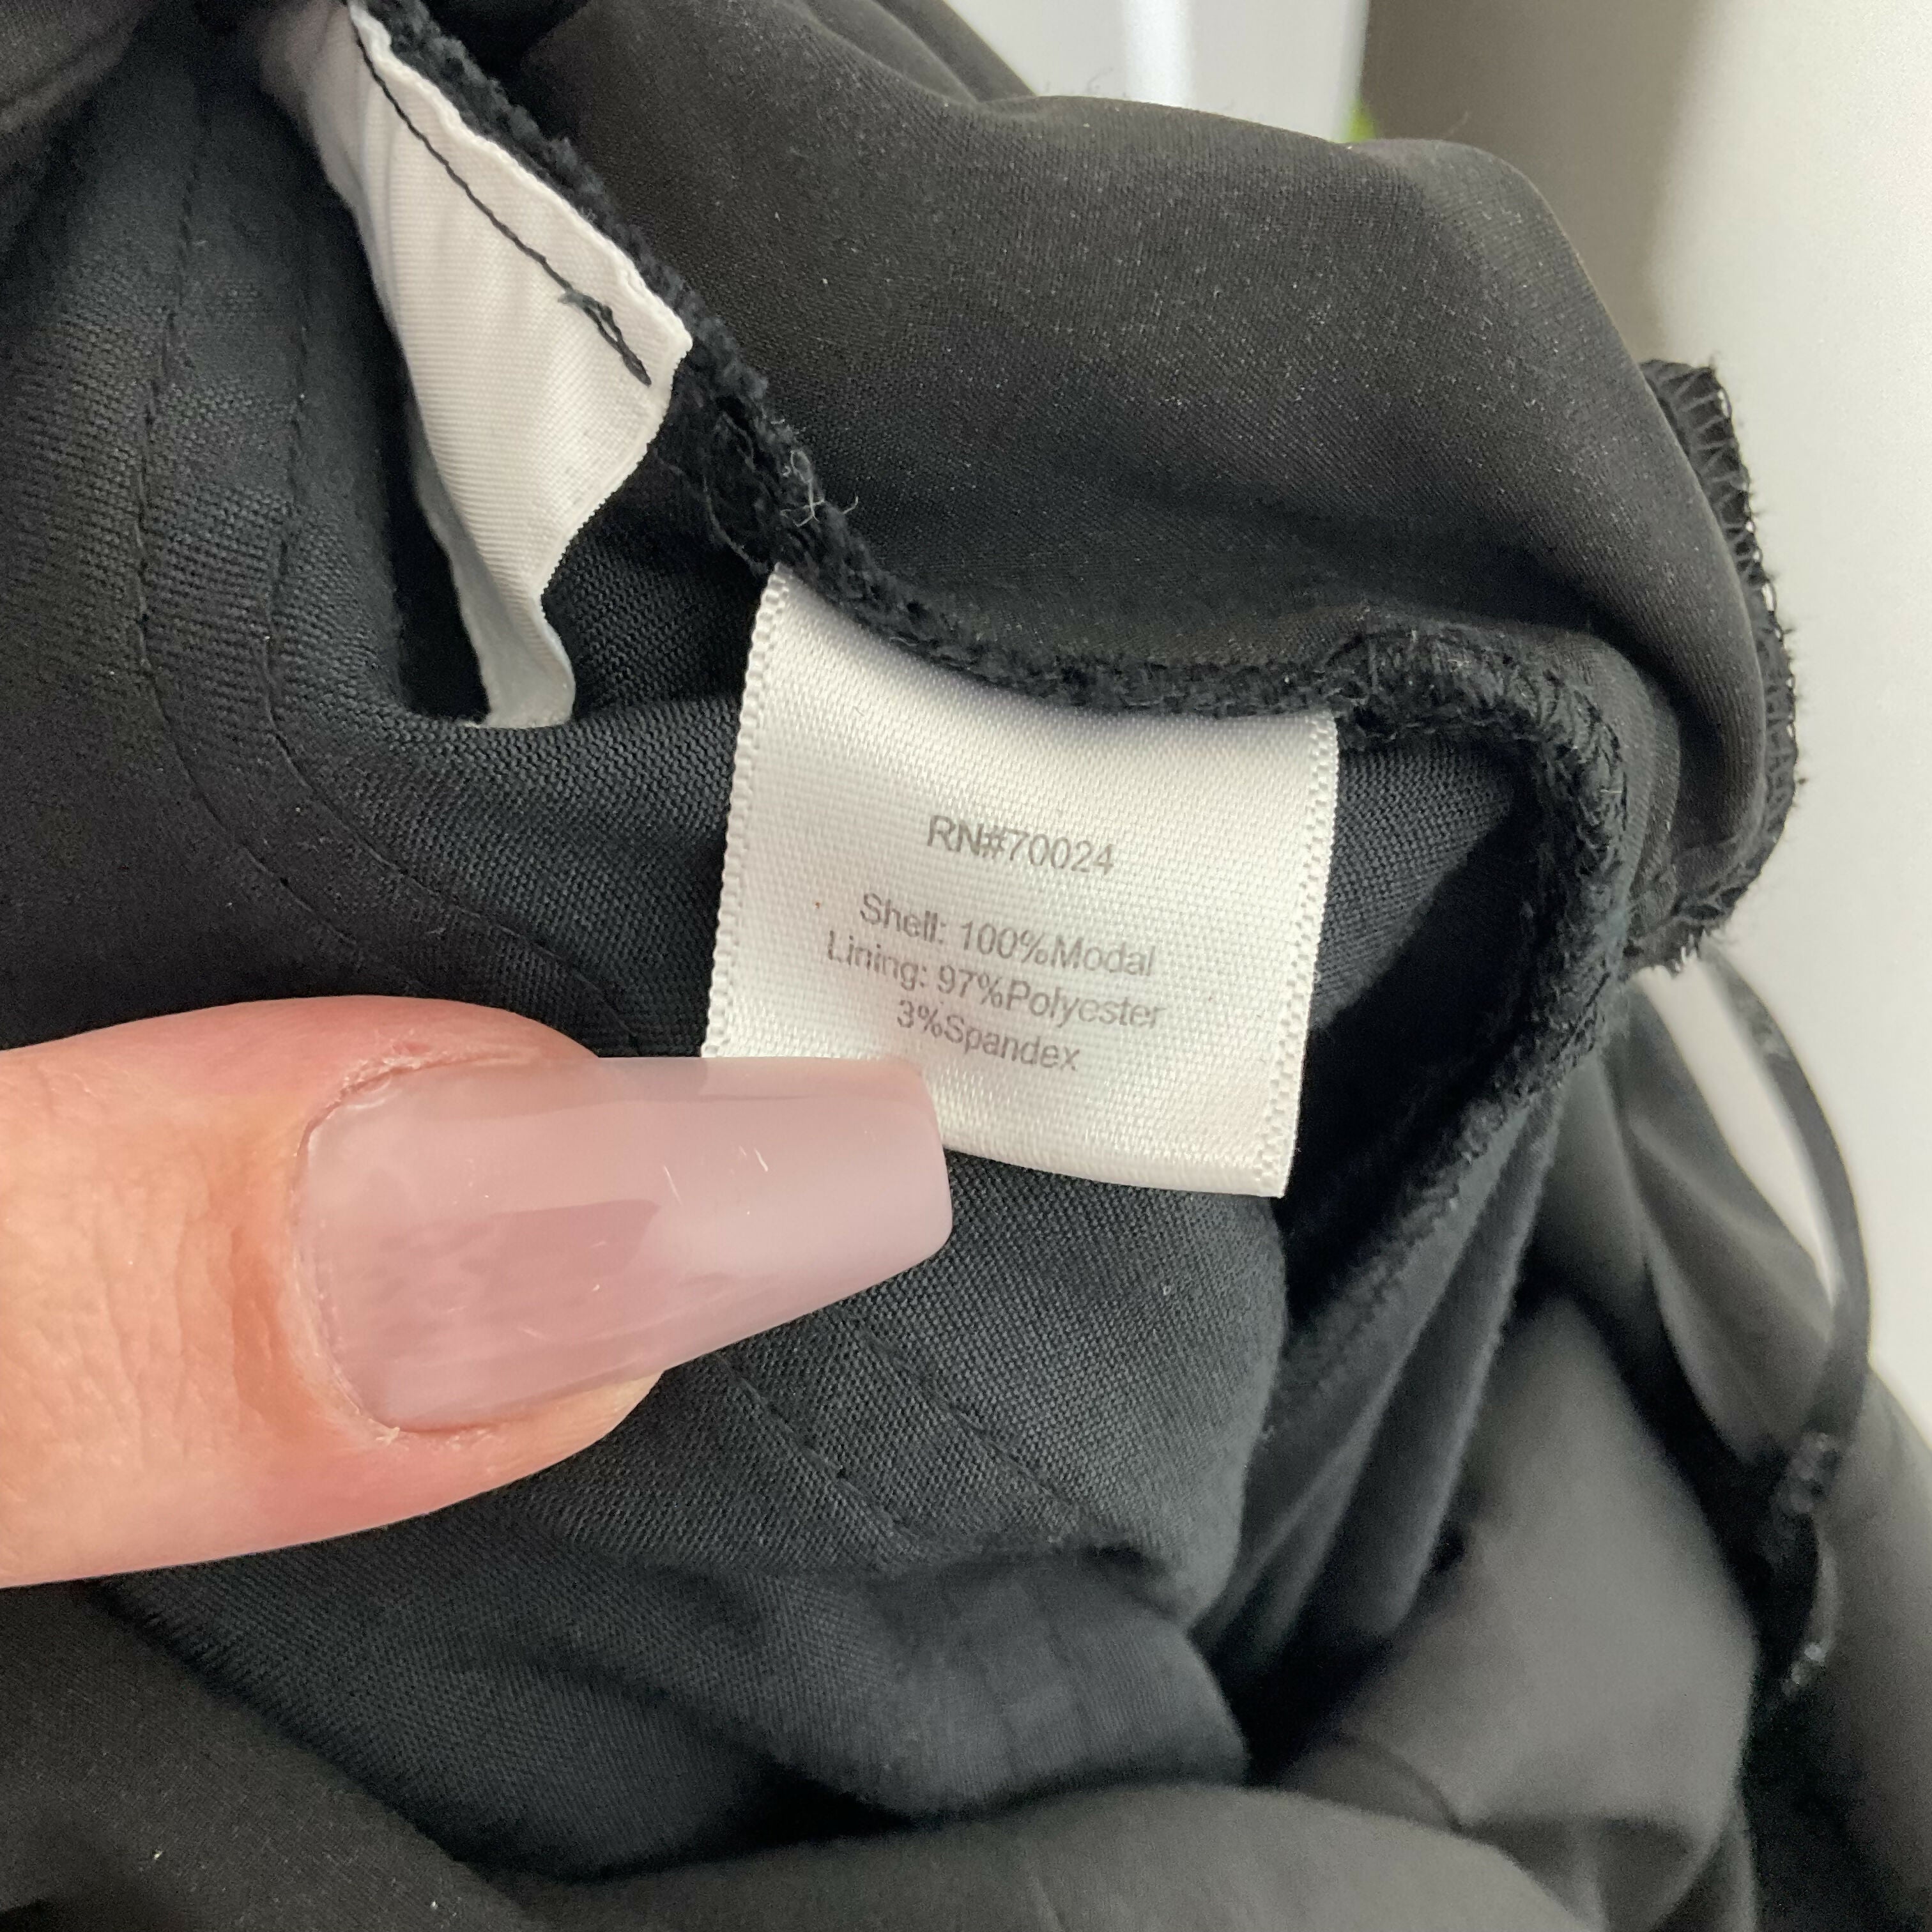 RN#70024
Shell: 100%Modal
Lining: 97%Polyester
3%Spandex